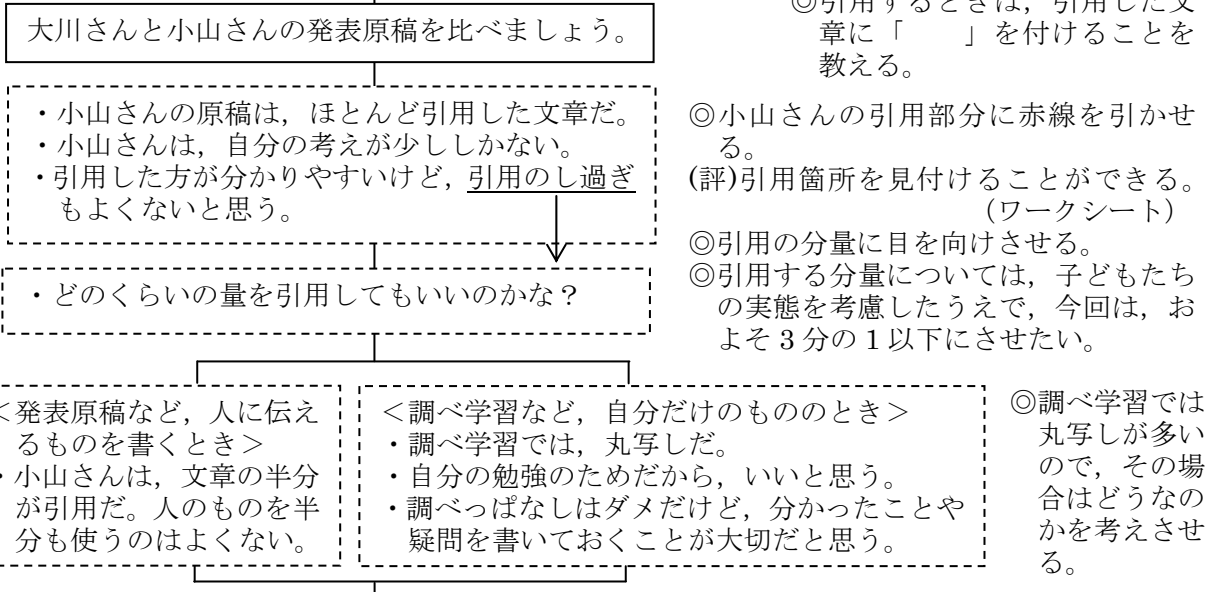 ◎引用するときは，引用した文
章に「　　」を付けることを
教える。
大川さんと小山さんの発表原稿を比べましょう。
・小山さんの原稿は，ほとんど引用した文章だ。
・小山さんは，自分の考えが少ししかない。
・引用した方が分かりやすいけど，引用のし過ぎ
もよくないと思う。
◎小山さんの引用部分に赤線を引かせ
る。
(評)引用箇所を見付けることができる。
（ワークシート）
◎引用の分量に目を向けさせる。
◎引用する分量については，子どもたち
の実態を考慮したうえで，今回は，お
よそ３分の１以下にさせたい。
・どのくらいの量を引用してもいいのかな？
＜発表原稿など，人に伝え
るものを書くとき＞
・小山さんは，文章の半分
が引用だ。人のものを半
分も使うのはよくない。
＜調べ学習など，自分だけのもののとき＞
・調べ学習では，丸写しだ。
・自分の勉強のためだから，いいと思う。
・調べっぱなしはダメだけど，分かったことや
疑問を書いておくことが大切だと思う。
◎調べ学習では
丸写しが多い
ので，その場
合はどうなの
かを考えさせ
る。